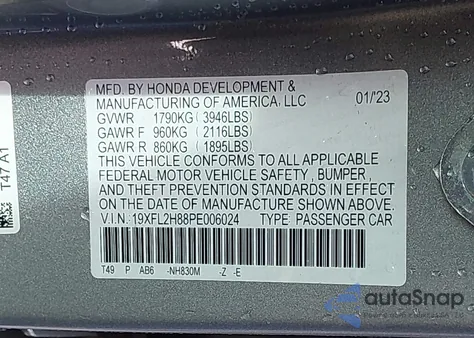 MFD. BY HONDA DEVELOPMENT &
MANUFACTURING OF AMERICA, LLC 01/'23
GVWR 1790KG (3946LBS)
GAWR F 960KG (2116LBS)
GAWR R 860KG (1895LBS)
THIS VEHICLE CONFORMS TO ALL APPLICABLE
FEDERAL MOTOR VEHICLE SAFETY , BUMPER ,
AND THEFT PREVENTION STANDARDS IN EFFECT
ON THE DATE OF MANUFACTURE SHOWN ABOVE.
V.I.N. 19XFL2H88PE006024 TYPE: PASSENGER CAR
T49 P AB6 -NH830M -Z -E
T47 A1
autoSnap